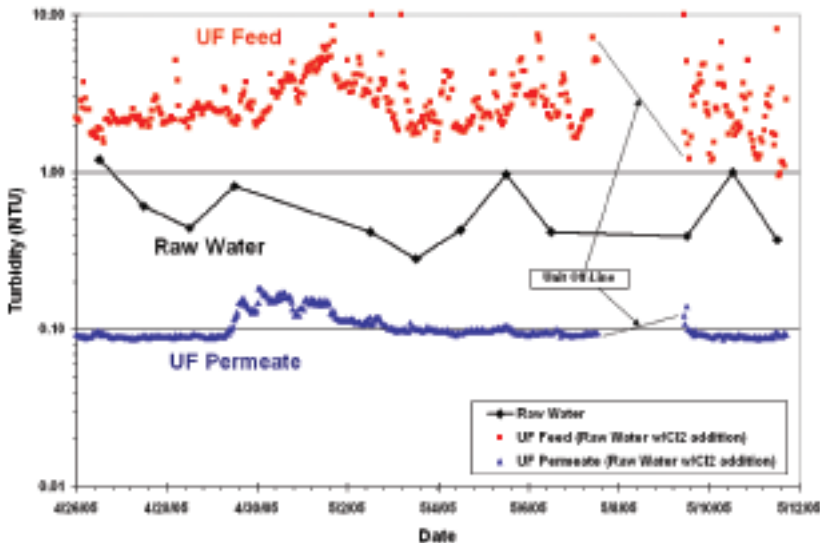 10.00
UF Feed
1.00
Raw Water
Unit Off-Line
0.10
UF Permeate
Raw Water
UF Feed (Raw Water w/Cl2 addition)
UF Permeate (Raw Water w/Cl2 addition)
0.01
4/26/05 4/28/05 4/30/05 5/2/05 5/4/05 5/6/05 5/8/05 5/10/05 5/12/05
Date
Turbidity (NTU)